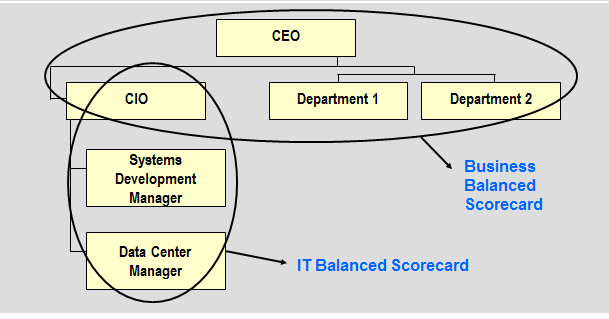 CEO
CIO
Department 1
Department 2
Systems
Development
Manager
Business
Balanced
Scorecard
Data Center
Manager
IT Balanced Scorecard